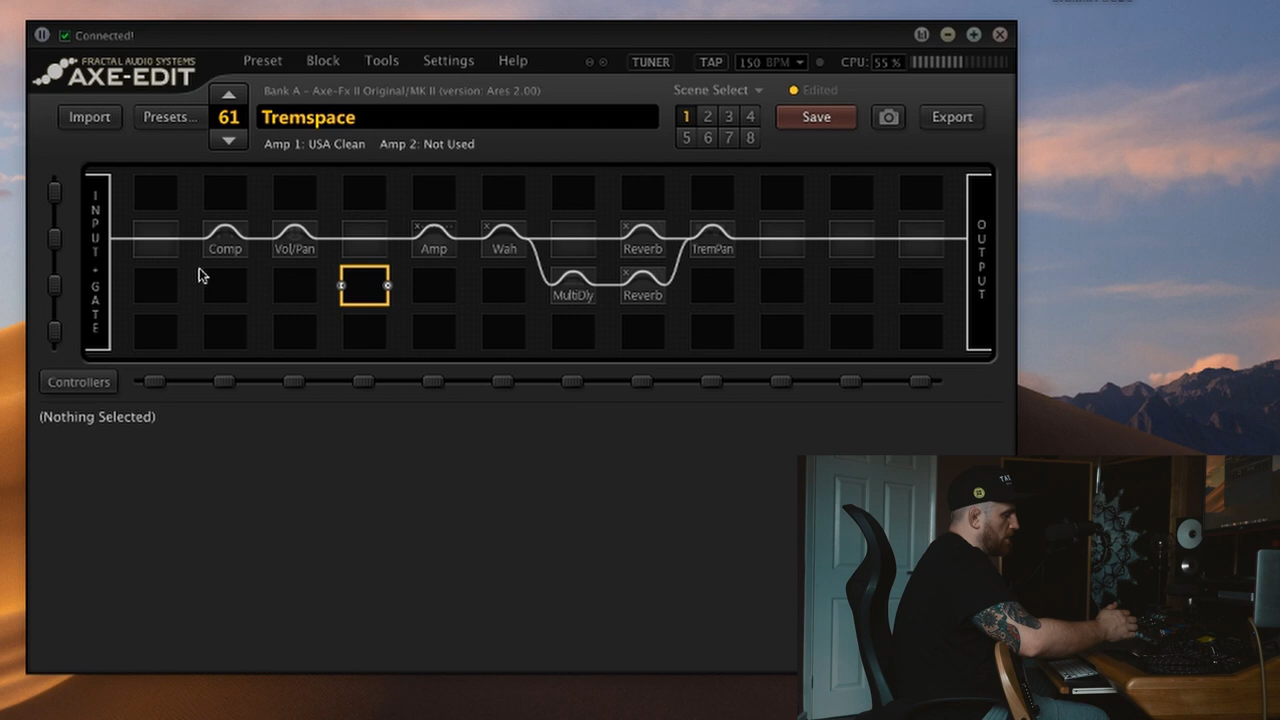 Connected!
FRACTAL AUDIO SYSTEMS
AXE-EDIT
Preset Block Tools Settings Help
TUNER TAP 150 BPM CPU: 55 %
Import Presets... 61
Bank A - Axe-Fx II Original/MK II (version: Ares 2.00)
Tremspace
Amp 1: USA Clean Amp 2: Not Used
Scene Select Edited
1 2 3 4
5 6 7 8
Save Export
INPUT • GATE
Comp Vol/Pan Amp Wah Reverb TremPan
MultiDly Reverb
OUTPUT
Controllers
(Nothing Selected)